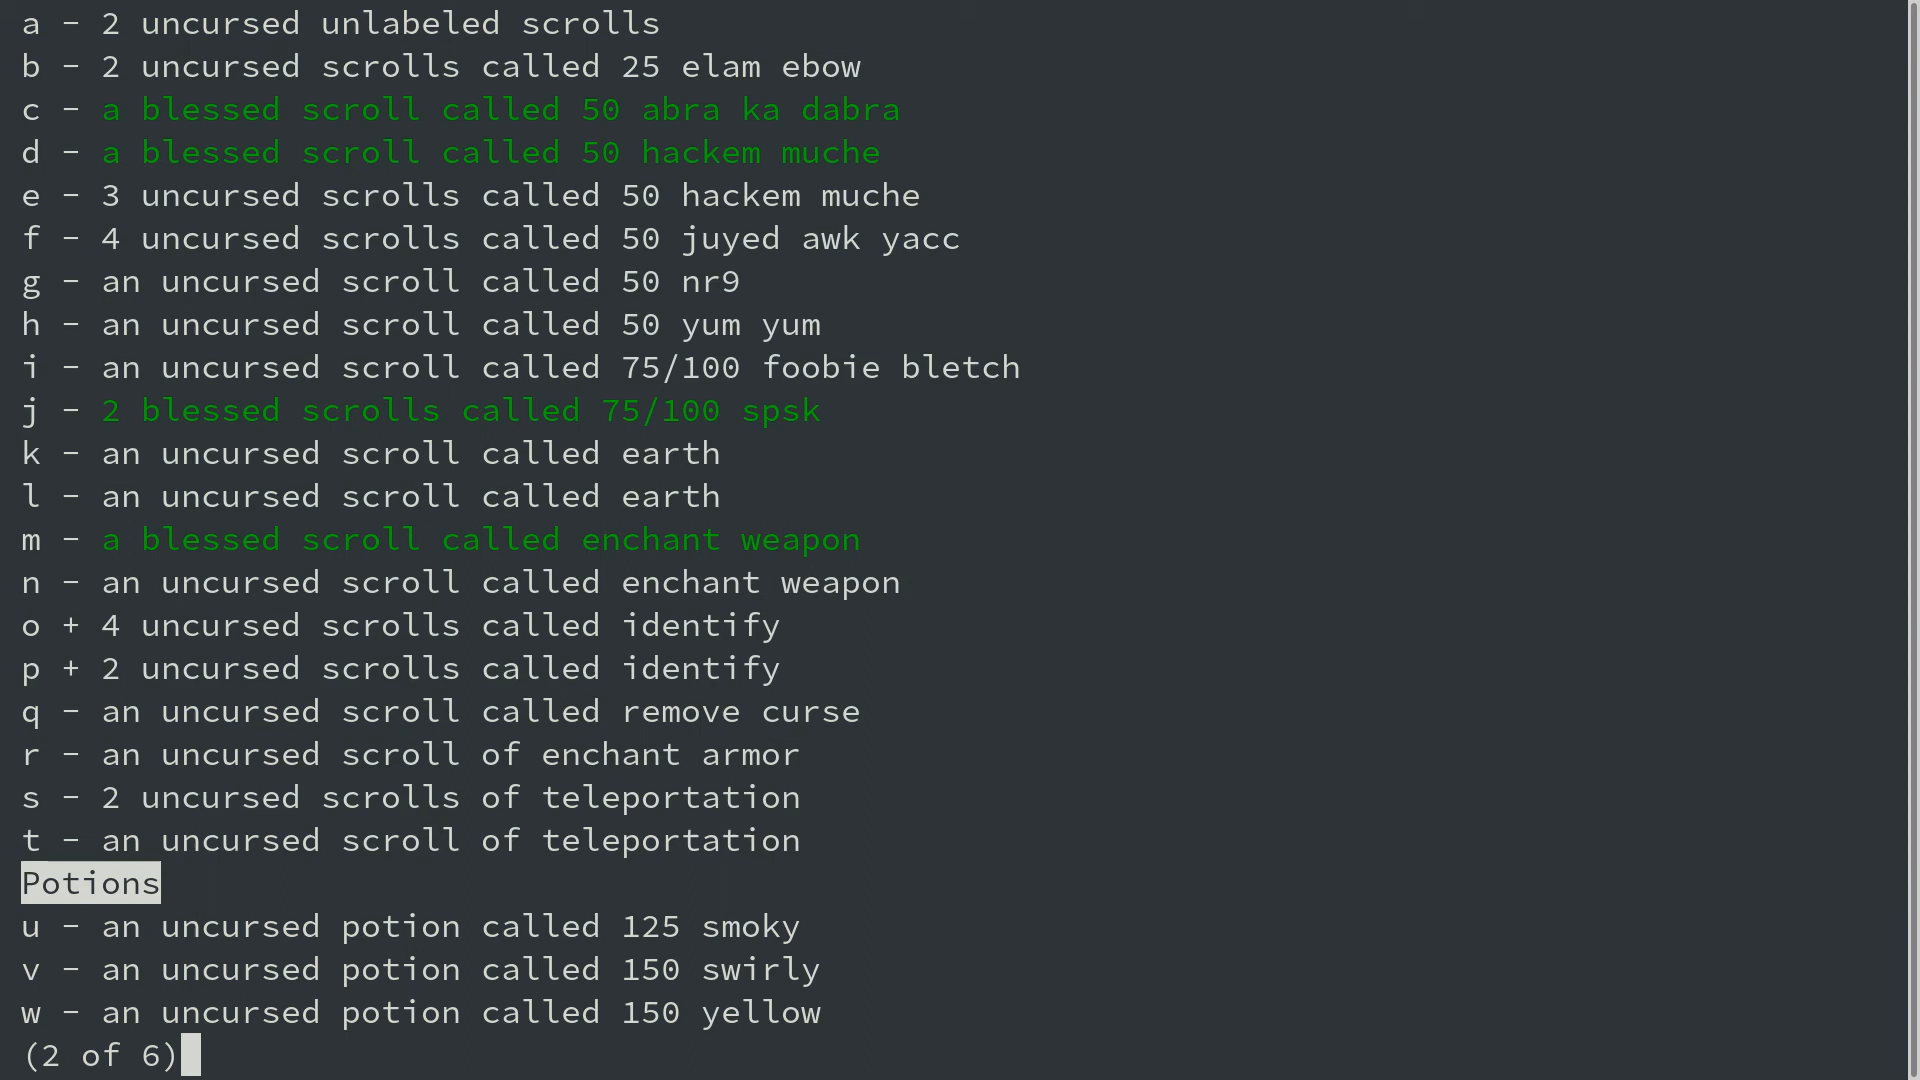 a - 2 uncursed unlabeled scrolls
b - 2 uncursed scrolls called 25 elam ebow
c - a blessed scroll called 50 abra ka dabra
d - a blessed scroll called 50 hackem muche
e - 3 uncursed scrolls called 50 hackem muche
f - 4 uncursed scrolls called 50 juyed awk yacc
g - an uncursed scroll called 50 nr9
h - an uncursed scroll called 50 yum yum
i - an uncursed scroll called 75/100 foobie bletch
j - 2 blessed scrolls called 75/100 spsk
k - an uncursed scroll called earth
l - an uncursed scroll called earth
m - a blessed scroll called enchant weapon
n - an uncursed scroll called enchant weapon
o + 4 uncursed scrolls called identify
p + 2 uncursed scrolls called identify
q - an uncursed scroll called remove curse
r - an uncursed scroll of enchant armor
s - 2 uncursed scrolls of teleportation
t - an uncursed scroll of teleportation
Potions
u - an uncursed potion called 125 smoky
v - an uncursed potion called 150 swirly
w - an uncursed potion called 150 yellow
(2 of 6)